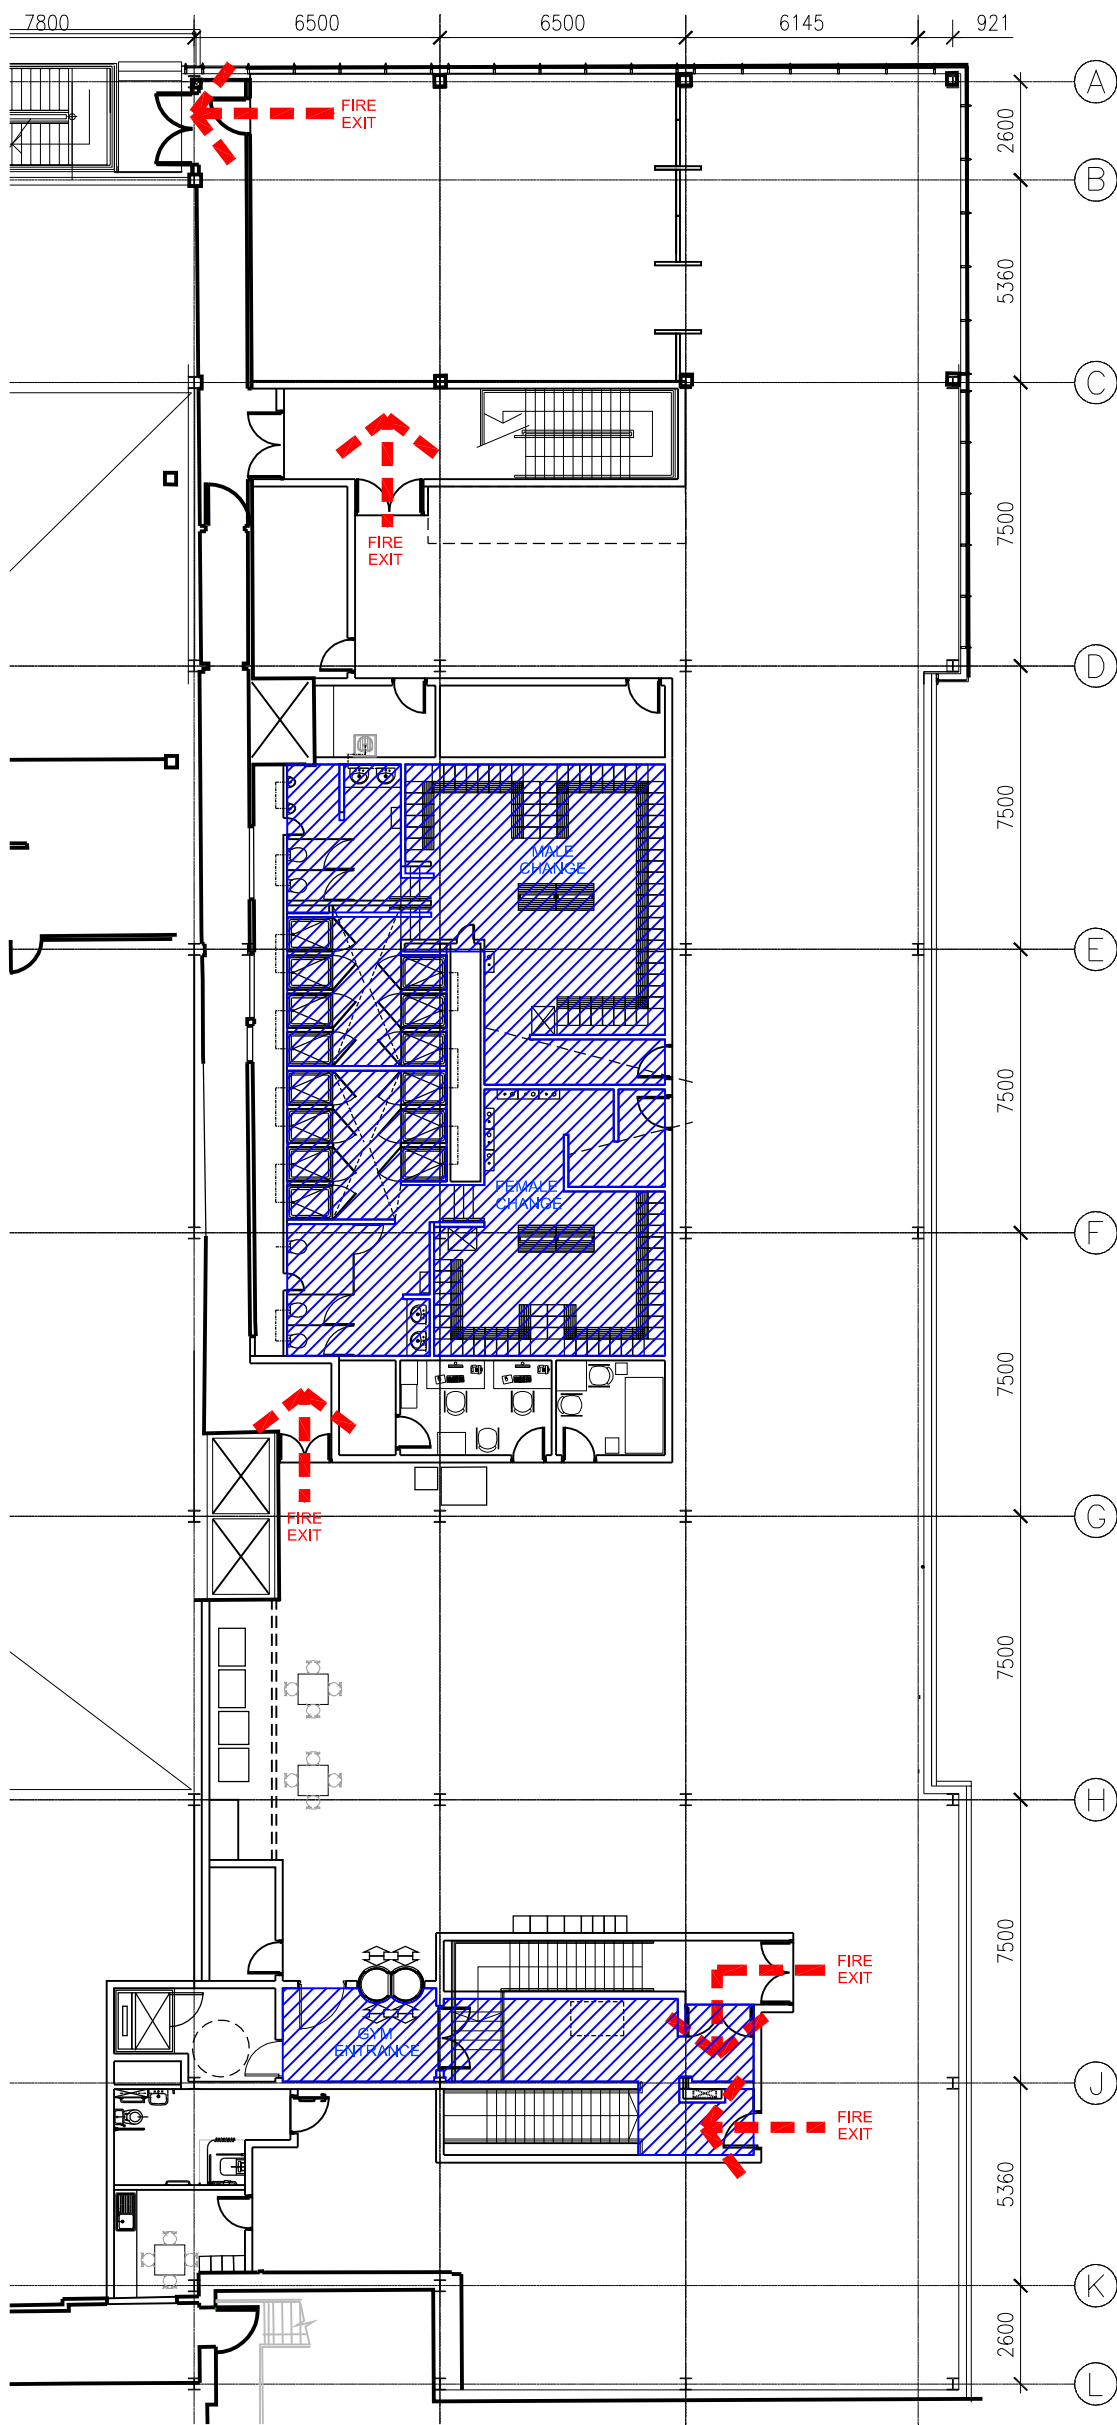 7800
6500
6500
6145
921
A
FIRE
EXIT
2600
B
5360
C
7500
FIRE
EXIT
D
7500
MALE
CHANGE
E
7500
FEMALE
CHANGE
F
7500
FIRE
EXIT
G
7500
H
7500
FIRE
EXIT
GYM
ENTRANCE
J
FIRE
EXIT
5360
K
2600
L